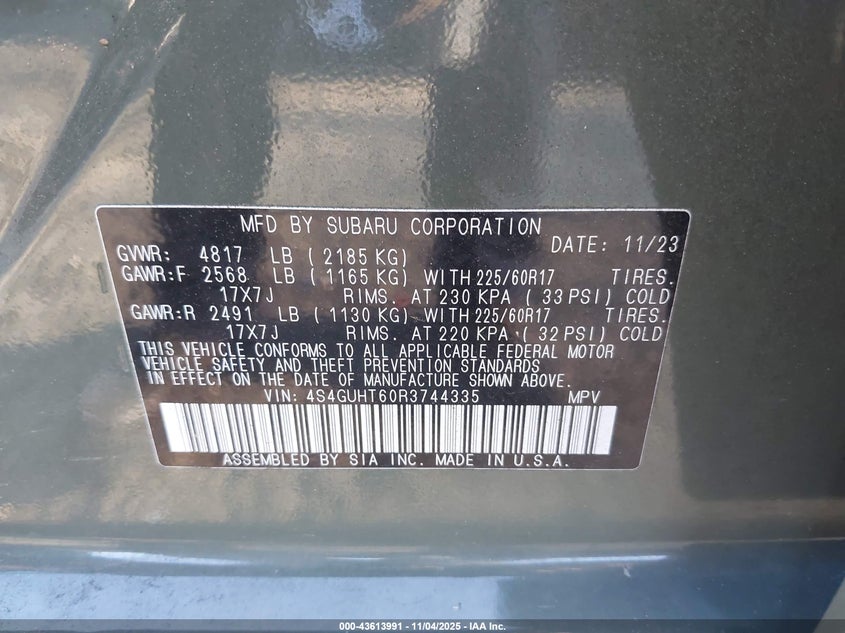 MFD BY SUBARU CORPORATION
GVWR: 4817 LB ( 2185 KG) DATE: 11/23
GAWR:F 2568 LB ( 1165 KG) WITH 225/60R17 TIRES.
17X7J RIMS. AT 230 KPA ( 33 PSI) COLD
GAWR:R 2491 LB ( 1130 KG) WITH 225/60R17 TIRES.
17X7J RIMS. AT 220 KPA ( 32 PSI) COLD
THIS VEHICLE CONFORMS TO ALL APPLICABLE FEDERAL MOTOR
VEHICLE SAFETY AND THEFT PREVENTION STANDARDS
IN EFFECT ON THE DATE OF MANUFACTURE SHOWN ABOVE.
VIN: 4S4GUHT60R3744335 MPV
ASSEMBLED BY SIA INC. MADE IN U.S.A.
000-43613991 - 11/04/2025 - IAA Inc.